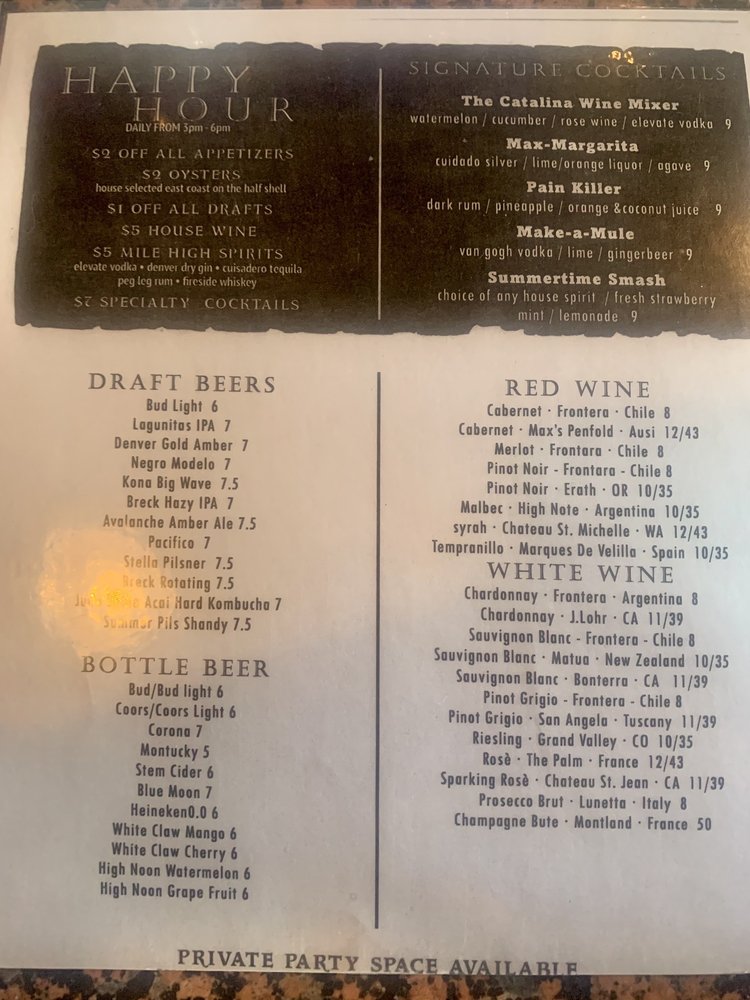 HAPPY
HOUR
DAILY FROM 3pm - 6pm
$2 OFF ALL APPETIZERS
$2 OYSTERS
house selected east coast on the half shell
$1 OFF ALL DRAFTS
$5 HOUSE WINE
$5 MILE HIGH SPIRITS
elevate vodka • denver dry gin • cuisadero tequila
peg leg rum • fireside whiskey
$7 SPECIALTY COCKTAILS
SIGNATURE COCKTAILS
The Catalina Wine Mixer
watermelon / cucumber / rose wine / elevate vodka 9
Max-Margarita
cuidado silver / lime/orange liquor / agave 9
Pain Killer
dark rum / pineapple / orange &coconut juice 9
Make-a-Mule
van gogh vodka / lime / gingerbeer 9
Summertime Smash
choice of any house spirit / fresh strawberry
mint / lemonade 9
DRAFT BEERS
Bud Light 6
Lagunitas IPA 7
Denver Gold Amber 7
Negro Modelo 7
Kona Big Wave 7.5
Breck Hazy IPA 7
Avalanche Amber Ale 7.5
Pacifico 7
Stella Pilsner 7.5
Breck Rotating 7.5
Acai Hard Kombucha 7
Summer Pils Shandy 7.5
BOTTLE BEER
Bud/Bud light 6
Coors/Coors Light 6
Corona 7
Montucky 5
Stem Cider 6
Blue Moon 7
Heineken0.0 6
White Claw Mango 6
White Claw Cherry 6
High Noon Watermelon 6
High Noon Grape Fruit 6
RED WINE
Cabernet · Frontera · Chile 8
Cabernet · Max's Penfold · Ausi 12/43
Merlot · Frontara · Chile 8
Pinot Noir - Frontara - Chile 8
Pinot Noir · Erath · OR 10/35
Malbec · High Note · Argentina 10/35
syrah · Chateau St. Michelle · WA 12/43
Tempranillo · Marques De Velilla · Spain 10/35
WHITE WINE
Chardonnay · Frontera · Argentina 8
Chardonnay · J.Lohr · CA 11/39
Sauvignon Blanc - Frontera - Chile 8
Sauvignon Blanc · Matua · New Zealand 10/35
Sauvignon Blanc · Bonterra · CA 11/39
Pinot Grigio - Frontera - Chile 8
Pinot Grigio · San Angela · Tuscany 11/39
Riesling · Grand Valley · CO 10/35
Rosè · The Palm · France 12/43
Sparking Rosè · Chateau St. Jean · CA 11/39
Prosecco Brut · Lunetta · Italy 8
Champagne Bute · Montland · France 50
PRIVATE PARTY SPACE AVAILABLE